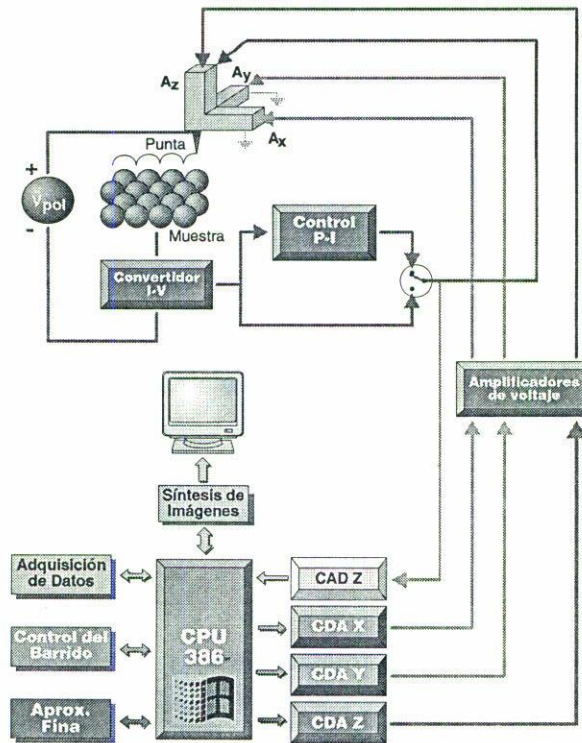 Az
Ay
Ax
Punta
+
Vpol
-
Muestra
Control
P-I
Convertidor
I-V
Amplificadores
de voltaje
Síntesis de
Imágenes
Adquisición
de Datos
CAD Z
CPU
386
CDA X
Control del
Barrido
CDA Y
Aprox.
Fina
CDA Z